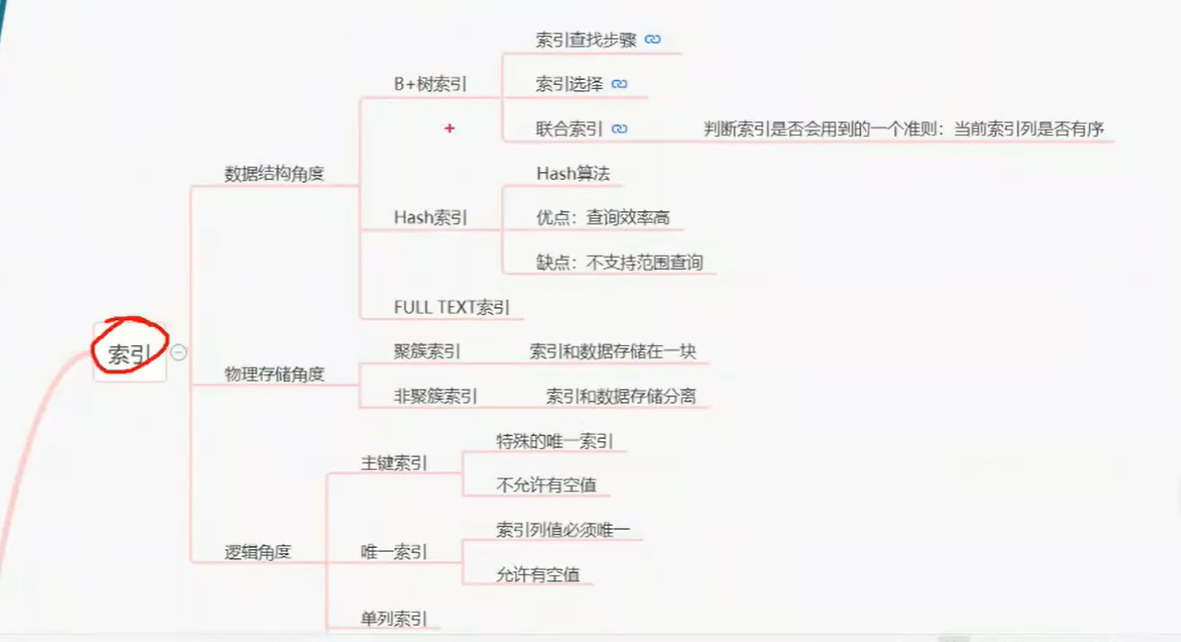 索引
数据结构角度
B+树索引
索引查找步骤
索引选择
联合索引
判断索引是否会用到的一个准则：当前索引列是否有序
Hash索引
Hash算法
优点：查询效率高
缺点：不支持范围查询
FULL TEXT索引
物理存储角度
聚簇索引
索引和数据存储在一块
非聚簇索引
索引和数据存储分离
逻辑角度
主键索引
特殊的唯一索引
不允许有空值
唯一索引
索引列值必须唯一
允许有空值
单列索引